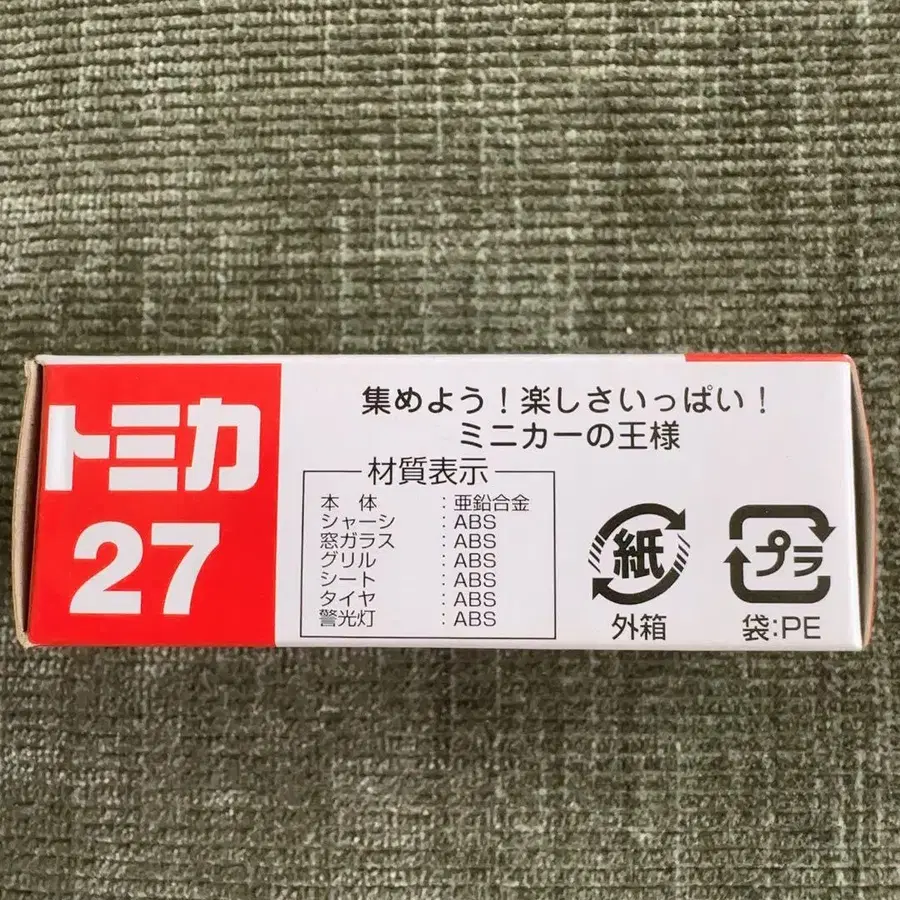 トミカ
27
集めよう!楽しさいっぱい!
ミニカーの王様
材質表示
本 体 : 亜鉛合金
シャーシ : ABS
窓ガラス : ABS
グリル : ABS
シート : ABS
タイヤ : ABS
警光灯 : ABS
紙
外箱
プラ
袋:PE